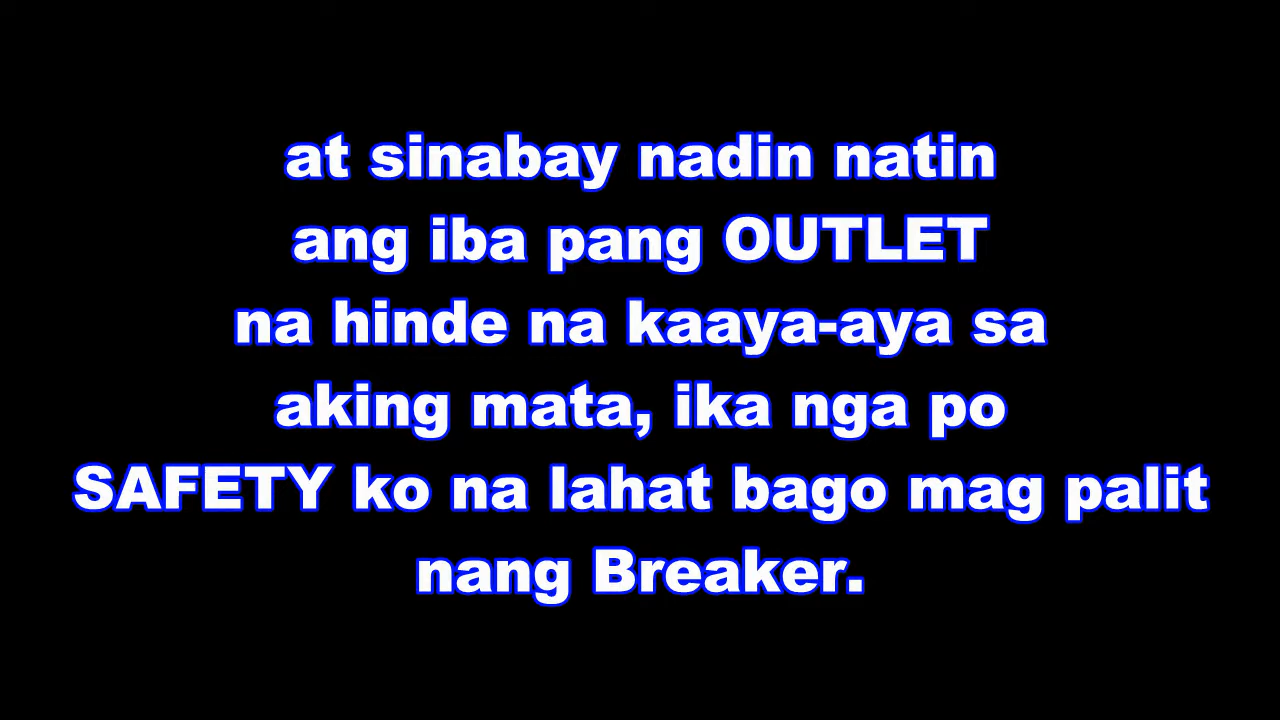 at sinabay nadin natin
ang iba pang OUTLET
na hinde na kaaya-aya sa
aking mata, ika nga po
SAFETY ko na lahat bago mag palit
nang Breaker.